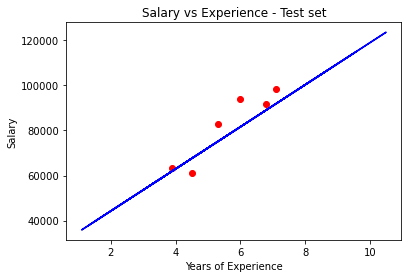 Salary vs Experience - Test set
120000
100000
80000
60000
40000
Salary
2 4 6 8 10
Years of Experience